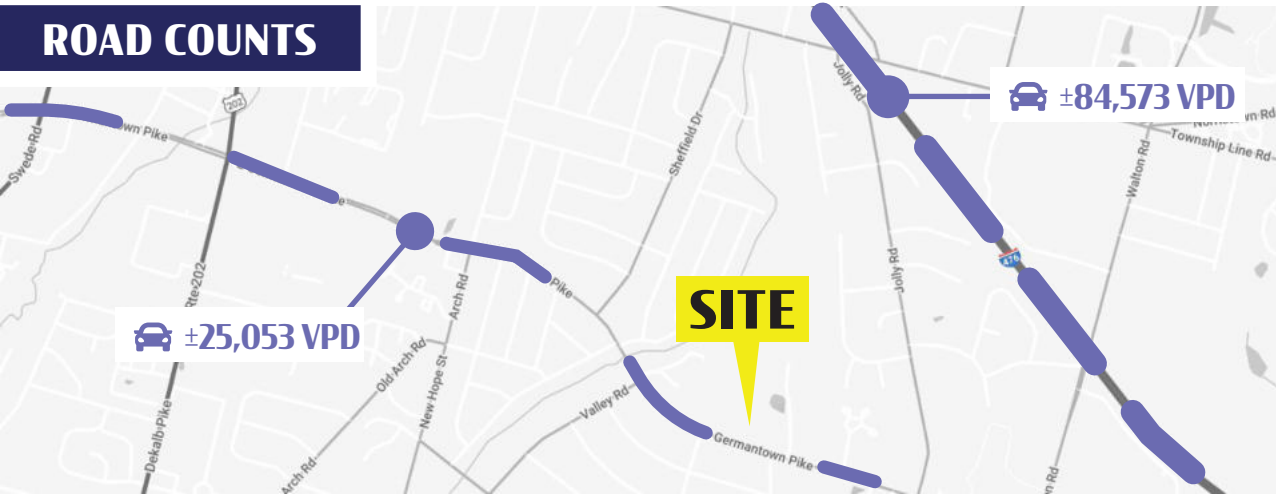 ROAD COUNTS
±84,573 VPD
±25,053 VPD
SITE
202
476
Jolly Rd
Township Line Rd
Walton Rd
Swede Rd
own Pike
Sheffield Dr
Jolly Rd
Rte-202
Arch Rd
Pike
Old Arch Rd
New Hope St
Valley Rd
Dekalb Pike
Arch Rd
Germantown Pike
Rd